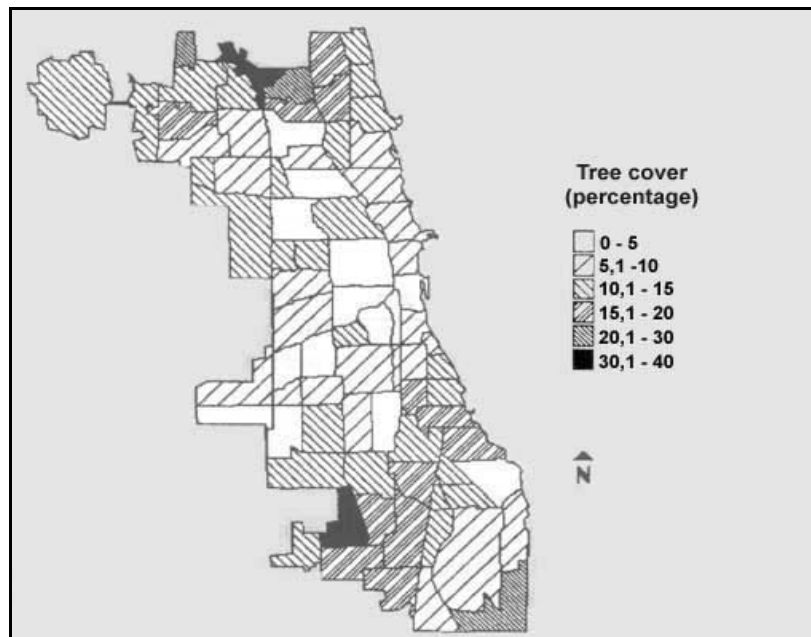 Tree cover
(percentage)
0 - 5
5,1 -10
10,1 - 15
15,1 - 20
20,1 - 30
30,1 - 40
N